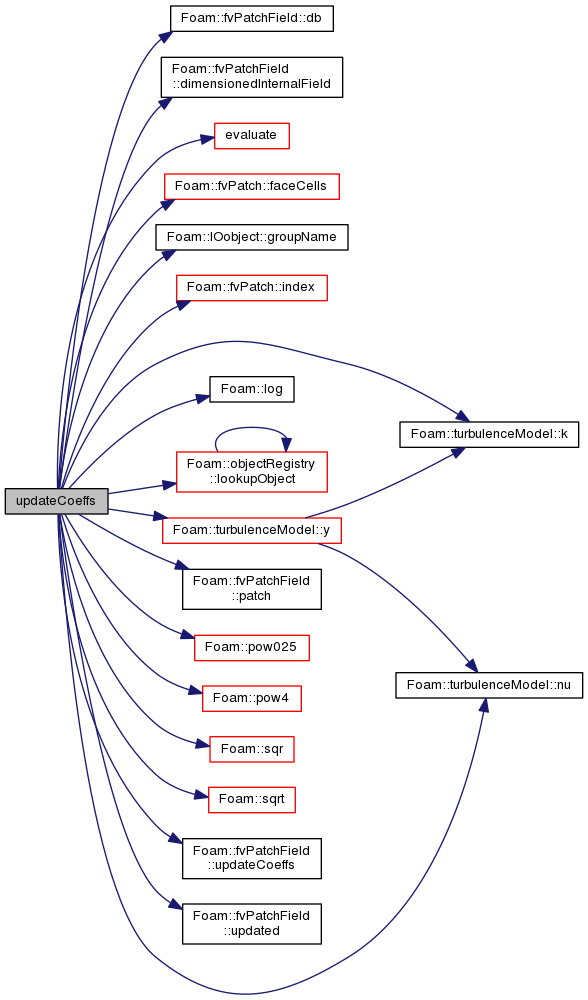 Foam::fvPatchField::db
Foam::fvPatchField
::dimensionedInternalField
evaluate
Foam::fvPatch::faceCells
Foam::IOobject::groupName
Foam::fvPatch::index
Foam::log
Foam::turbulenceModel::k
Foam::objectRegistry
::lookupObject
updateCoeffs
Foam::turbulenceModel::y
Foam::fvPatchField
::patch
Foam::pow025
Foam::turbulenceModel::nu
Foam::pow4
Foam::sqr
Foam::sqrt
Foam::fvPatchField
::updateCoeffs
Foam::fvPatchField
::updated